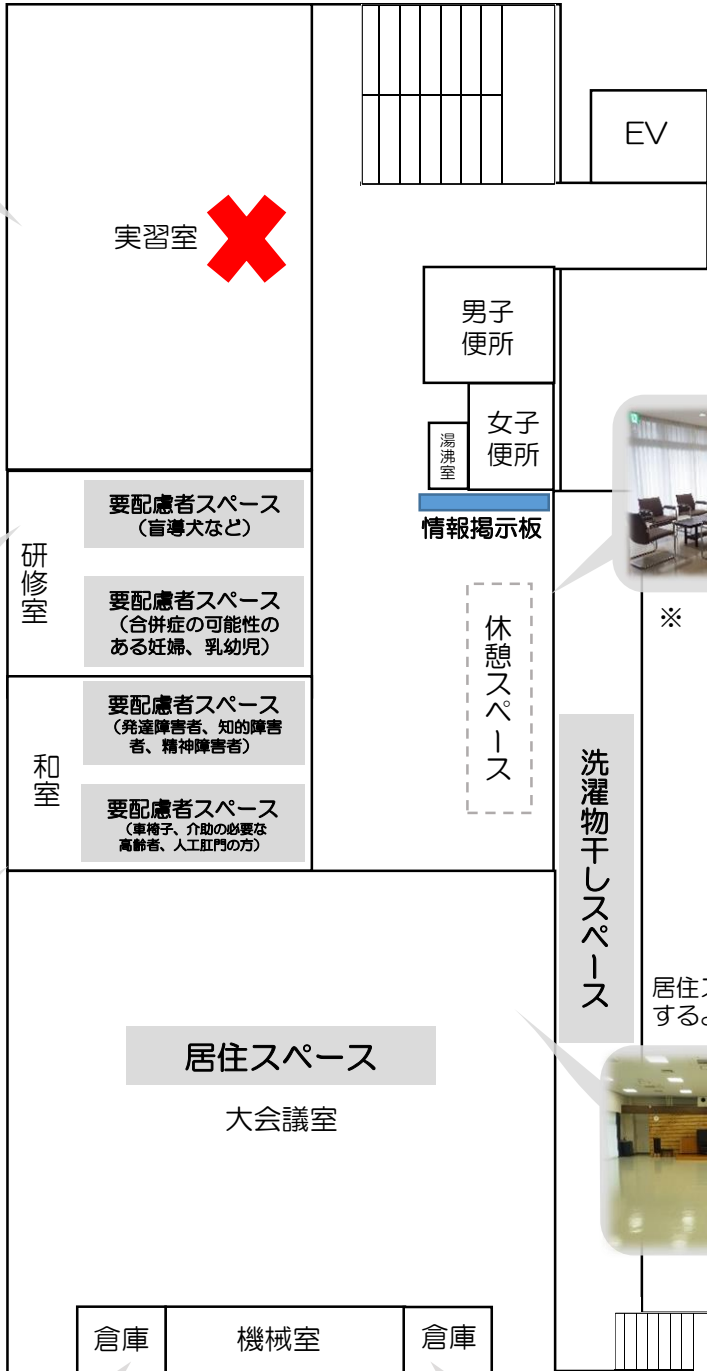 EV
実習室
男子
便所
女子
便所
湯沸室
情報掲示板
研修室
要配慮者スペース
（盲導犬など）
要配慮者スペース
（合併症の可能性の
ある妊婦、乳幼児）
休憩スペース
※
和室
要配慮者スペース
（発達障害者、知的障害
者、精神障害者）
要配慮者スペース
（車椅子、介助の必要な
高齢者、人工肛門の方）
洗濯物干しスペース
居住ス
するよ
居住スペース
大会議室
倉庫
機械室
倉庫